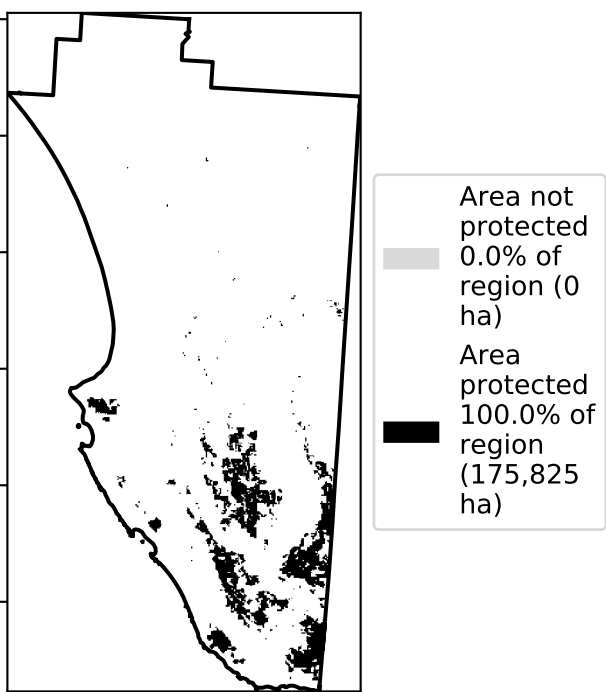 Area not
protected
0.0% of
region (0
ha)
Area
protected
100.0% of
region
(175,825
ha)